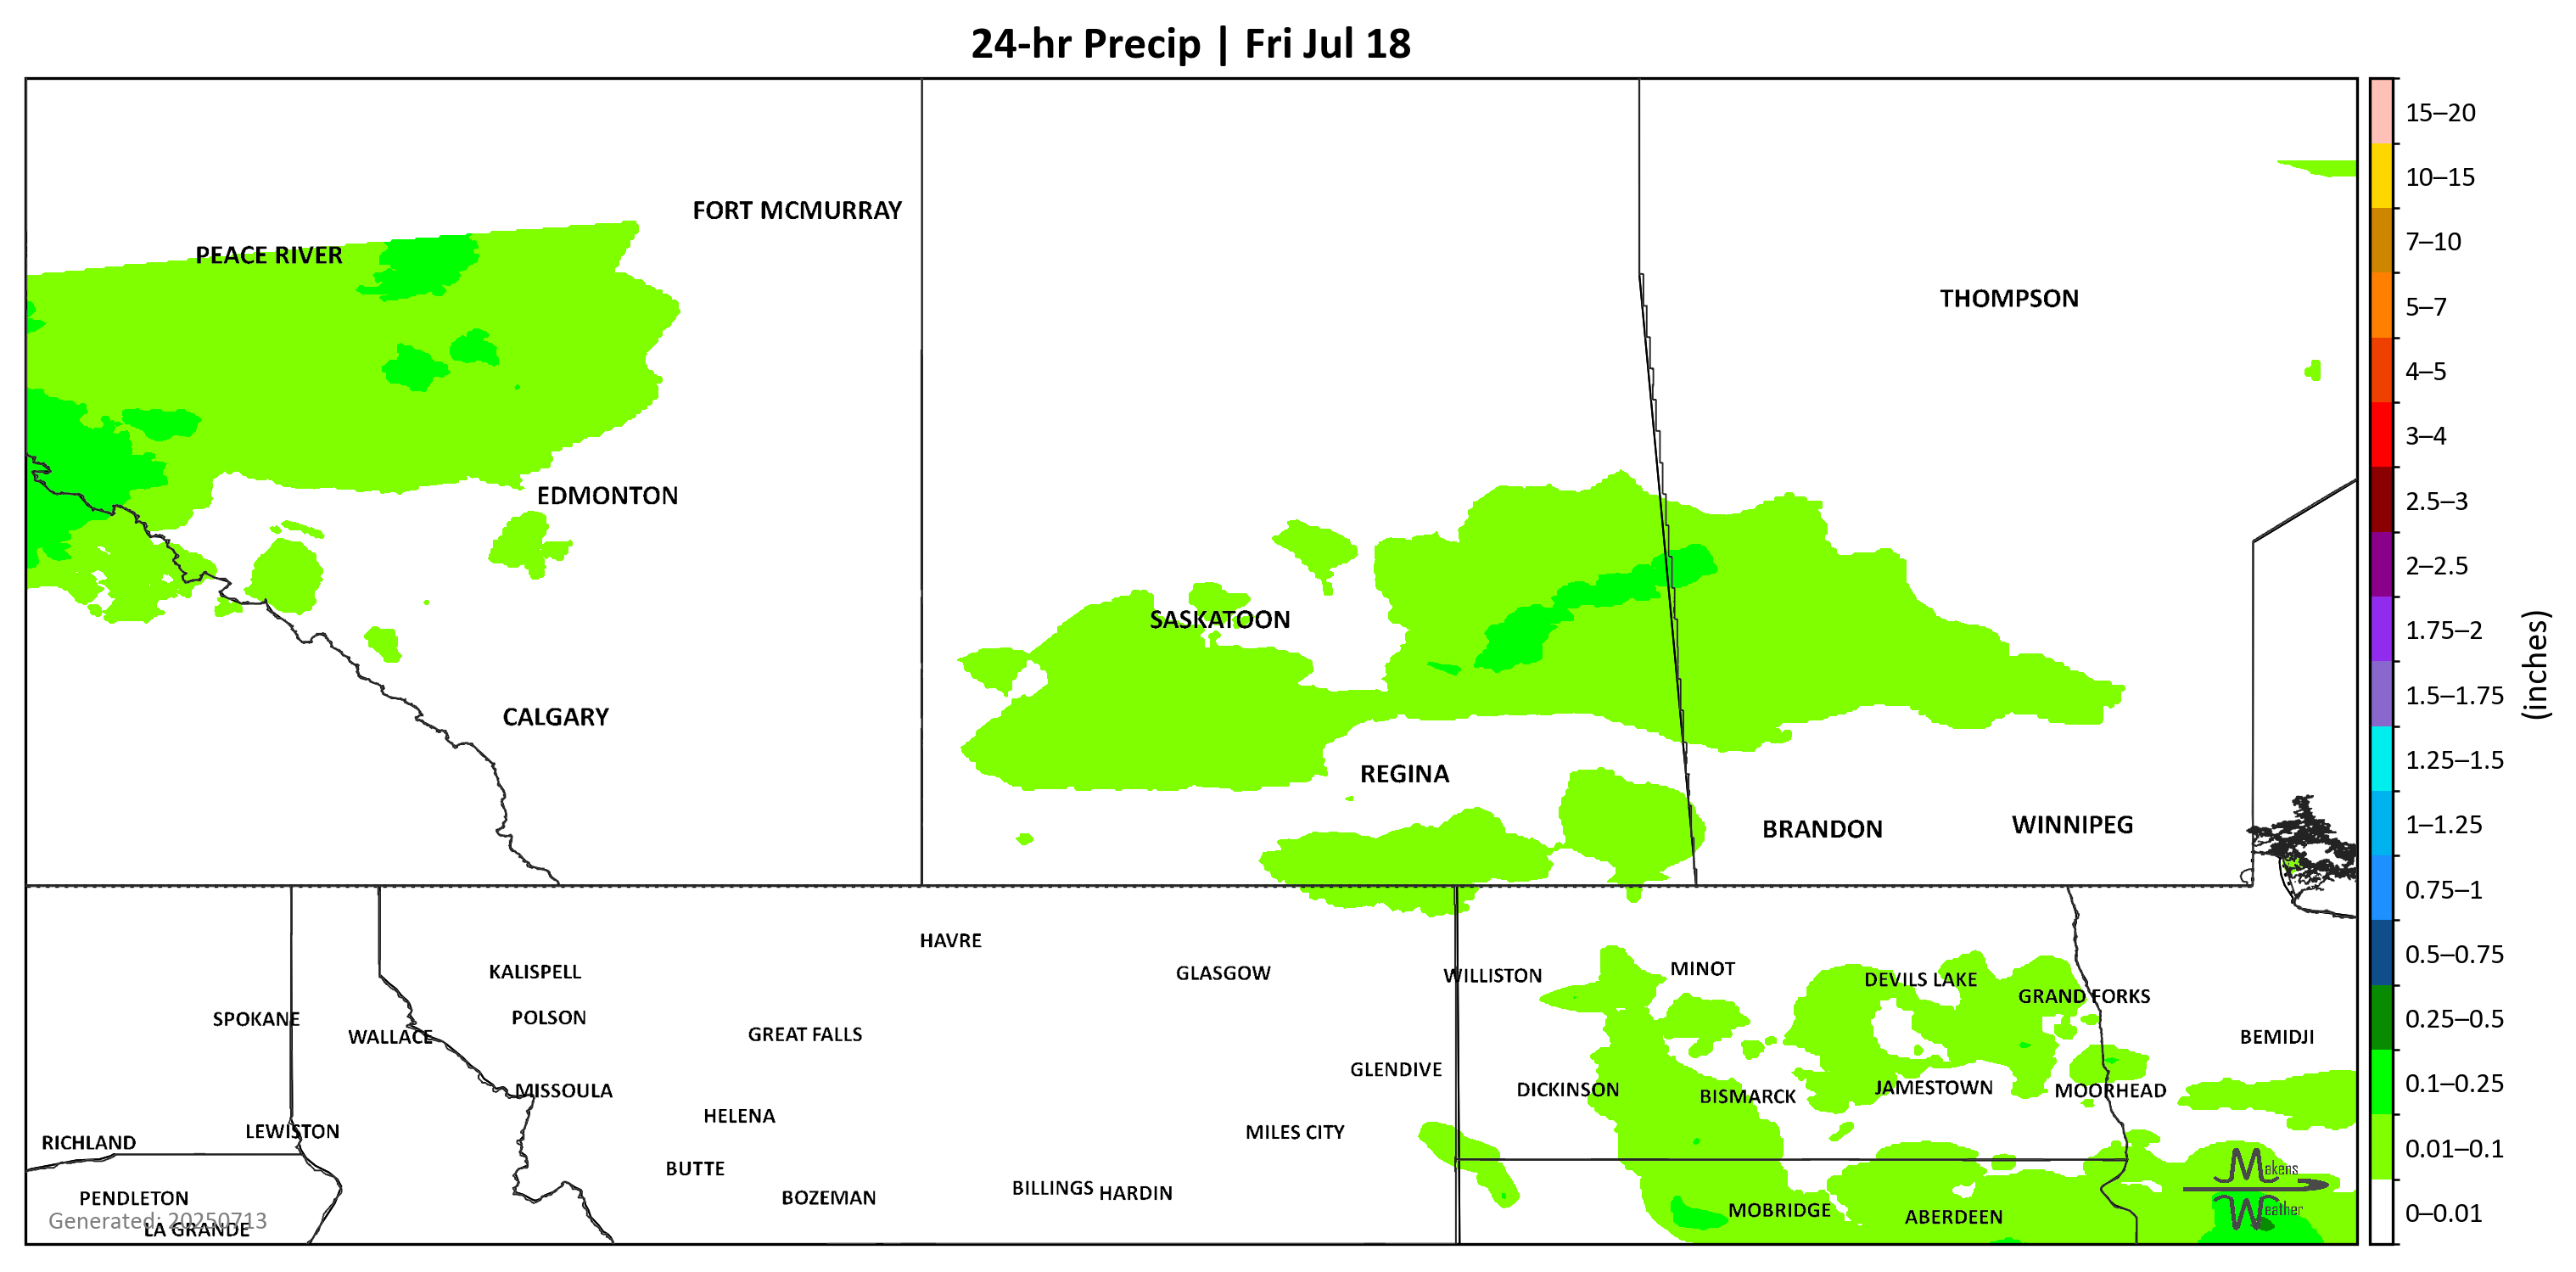 24-hr Precip | Fri Jul 18
15–20
10–15
7–10
5–7
4–5
3–4
2.5–3
2–2.5
1.75–2
1.5–1.75
1.25–1.5
1–1.25
0.75–1
0.5–0.75
0.25–0.5
0.1–0.25
0.01–0.1
0–0.01
(inches)
FORT MCMURRAY
PEACE RIVER
THOMPSON
EDMONTON
SASKATOON
CALGARY
REGINA
BRANDON
WINNIPEG
HAVRE
KALISPELL
GLASGOW
WILLISTON
MINOT
DEVILS LAKE
GRAND FORKS
SPOKANE
POLSON
WALLACE
GREAT FALLS
BEMIDJI
GLENDIVE
MISSOULA
DICKINSON
BISMARCK
JAMESTOWN
MOORHEAD
HELENA
RICHLAND
LEWISTON
MILES CITY
BUTTE
PENDLETON
BOZEMAN
BILLINGS
HARDIN
MOBRIDGE
ABERDEEN
Generated: 20250713
LA GRANDE
Makens
Weather